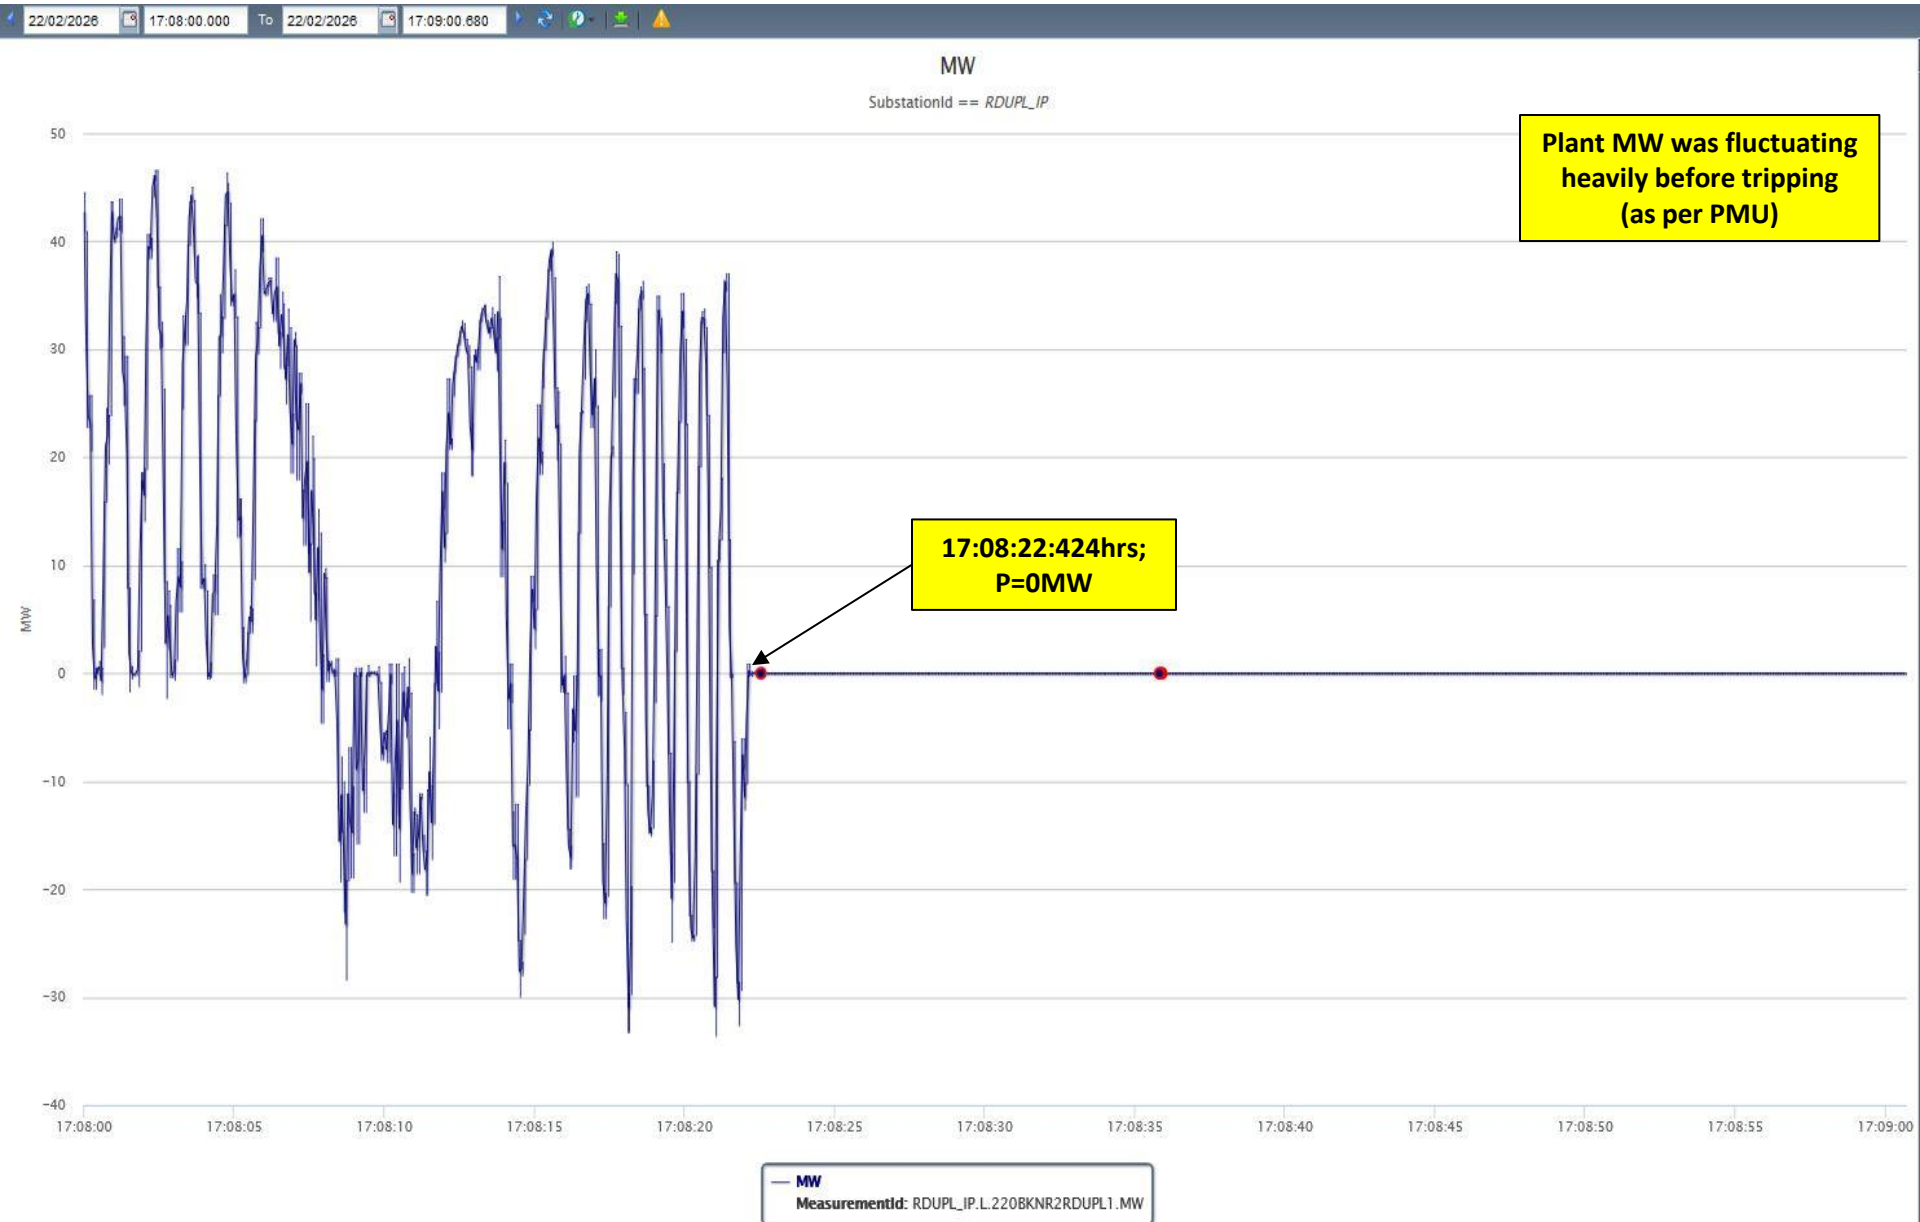 22/02/2026 17:08:00.000 To 22/02/2026 17:09:00.680
MW
SubstationId == RDUPL_IP
Plant MW was fluctuating
heavily before tripping
(as per PMU)
50
40
30
20
10
0
-10
-20
-30
-40
MW
17:08:22:424hrs;
P=0MW
17:08:00 17:08:05 17:08:10 17:08:15 17:08:20 17:08:25 17:08:30 17:08:35 17:08:40 17:08:45 17:08:50 17:08:55 17:09:00
MW
MeasurementId: RDUPL_IP.L.220BKNR2RDUPL1.MW